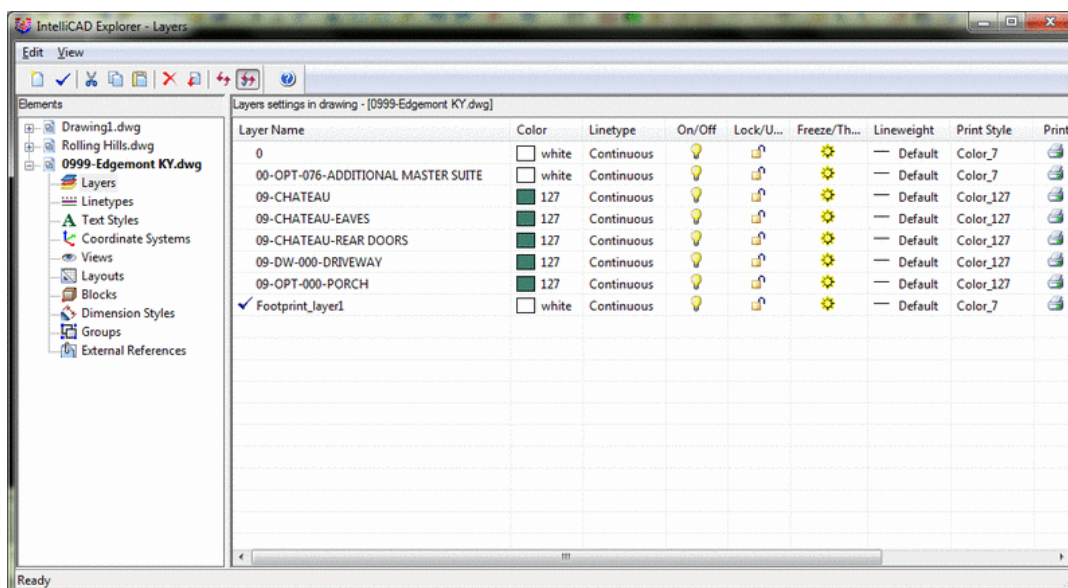 IntelliCAD Explorer - Layers
Edit View
Elements
Layers settings in drawing - [0999-Edgemont KY.dwg]
Drawing1.dwg
Rolling Hills.dwg
0999-Edgemont KY.dwg
Layers
Linetypes
Text Styles
Coordinate Systems
Views
Layouts
Blocks
Dimension Styles
Groups
External References
Layer Name Color Linetype On/Off Lock/U... Freeze/Th... Lineweight Print Style Print
0 white Continuous Default Color_7
00-OPT-076-ADDITIONAL MASTER SUITE white Continuous Default Color_7
09-CHATEAU 127 Continuous Default Color_127
09-CHATEAU-EAVES 127 Continuous Default Color_127
09-CHATEAU-REAR DOORS 127 Continuous Default Color_127
09-DW-000-DRIVEWAY 127 Continuous Default Color_127
09-OPT-000-PORCH 127 Continuous Default Color_127
Footprint_layer1 white Continuous Default Color_7
Ready